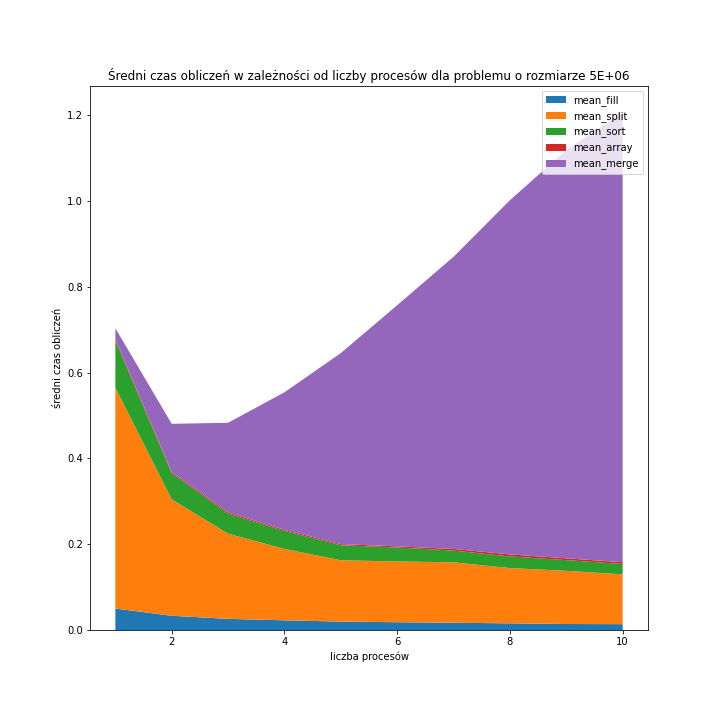 Średni czas obliczeń w zależności od liczby procesów dla problemu o rozmiarze 5E+06
mean_fill
mean_split
mean_sort
mean_array
mean_merge
1.2
1.0
0.8
0.6
0.4
0.2
0.0
średni czas obliczeń
2 4 6 8 10
liczba procesów